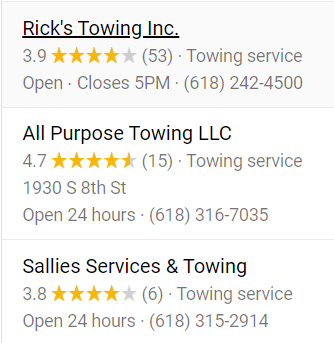 Rick's Towing Inc.
3.9 ★★★★★ (53) · Towing service
Open · Closes 5PM · (618) 242-4500
All Purpose Towing LLC
4.7 ★★★★★ (15) · Towing service
1930 S 8th St
Open 24 hours · (618) 316-7035
Sallies Services & Towing
3.8 ★★★★★ (6) · Towing service
Open 24 hours · (618) 315-2914